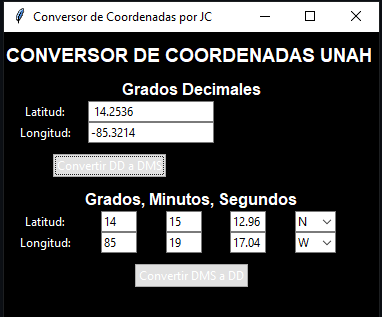 Conversor de Coordenadas por JC
CONVERSOR DE COORDENADAS UNAH
Grados Decimales
Latitud: 14.2536
Longitud: -85.3214
Convertir DD a DMS
Grados, Minutos, Segundos
Latitud: 14 15 12.96 N
Longitud: 85 19 17.04 W
Convertir DMS a DD